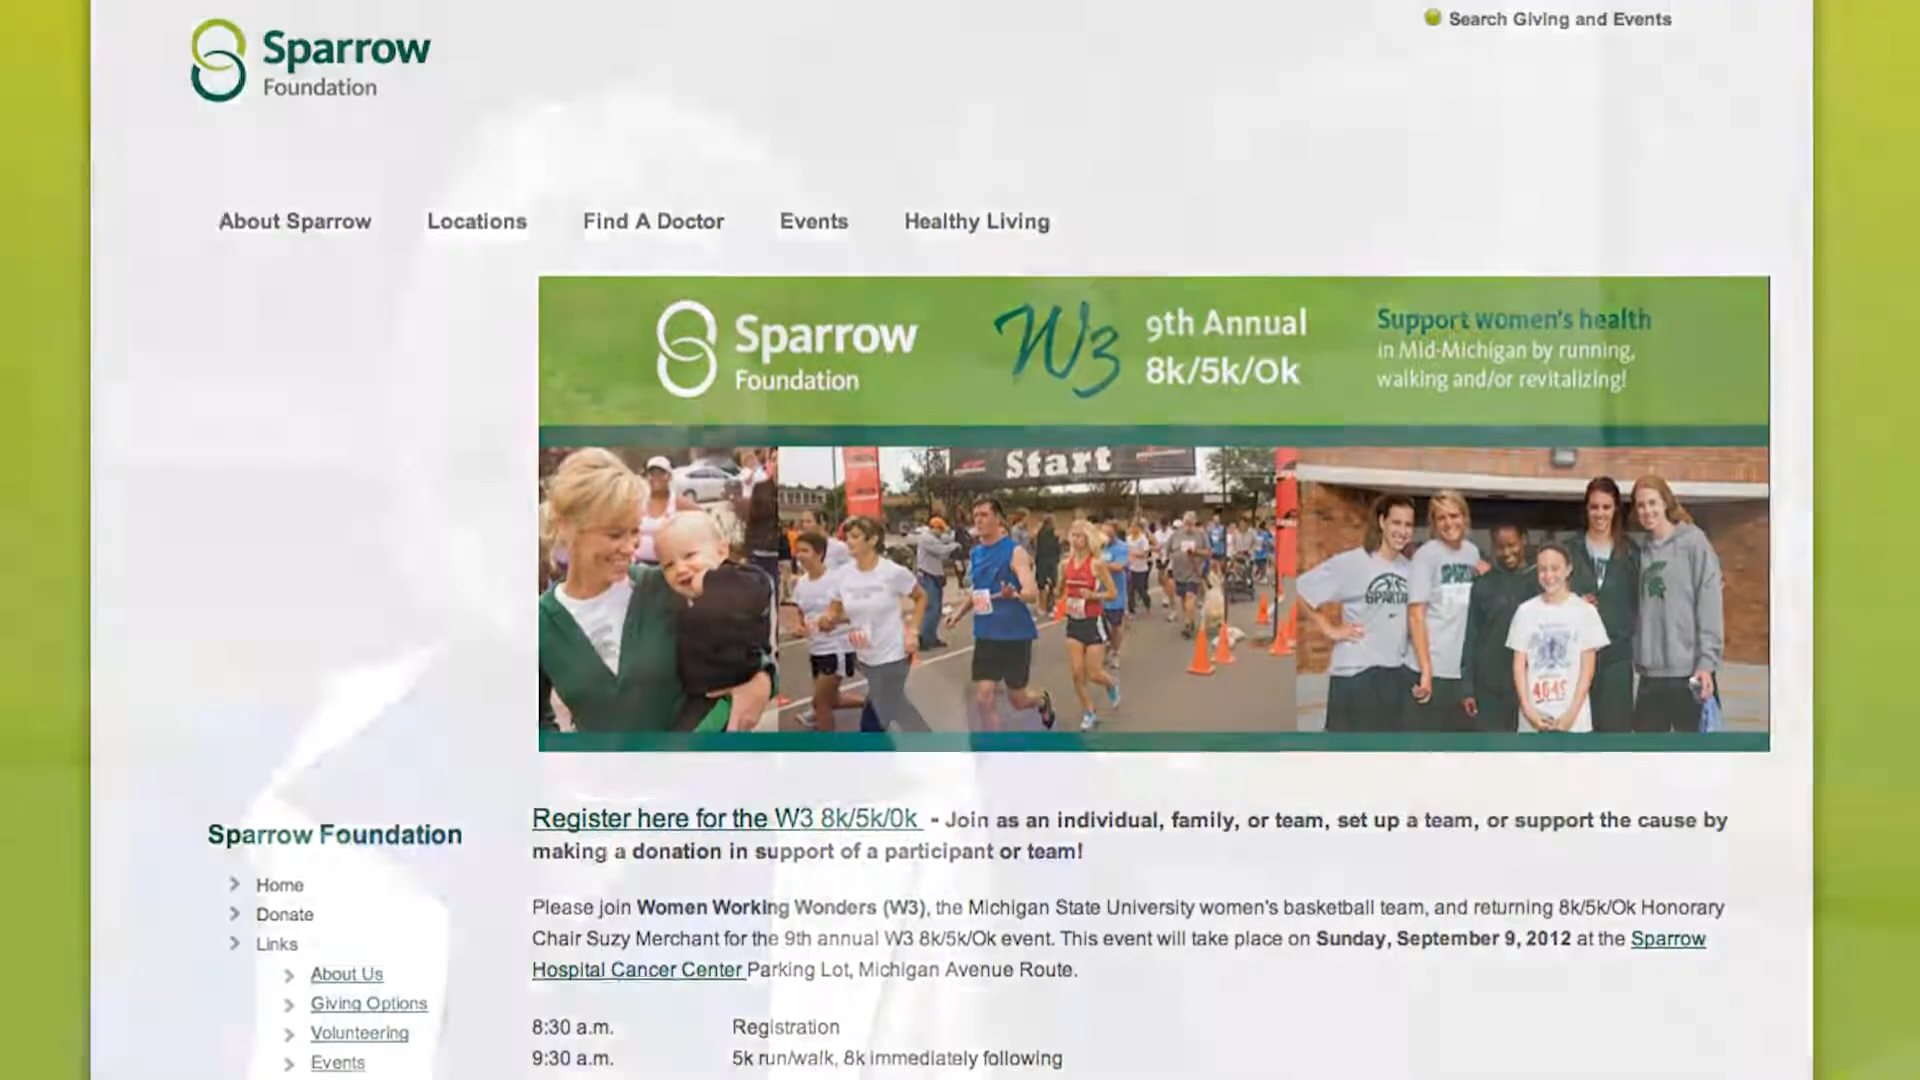 Sparrow
Foundation
Search Giving and Events
About Sparrow Locations Find A Doctor Events Healthy Living
Sparrow
Foundation
W3
9th Annual
8k/5k/0k
Support women's health
in Mid-Michigan by running,
walking and/or revitalizing!
Start
SPARTA
4645
Sparrow Foundation
Home
Donate
Links
About Us
Giving Options
Volunteering
Events
Register here for the W3 8k/5k/0k - Join as an individual, family, or team, set up a team, or support the cause by
making a donation in support of a participant or team!
Please join Women Working Wonders (W3), the Michigan State University women's basketball team, and returning 8k/5k/Ok Honorary
Chair Suzy Merchant for the 9th annual W3 8k/5k/Ok event. This event will take place on Sunday, September 9, 2012 at the Sparrow
Hospital Cancer Center Parking Lot, Michigan Avenue Route.
8:30 a.m. Registration
9:30 a.m. 5k run/walk, 8k immediately following